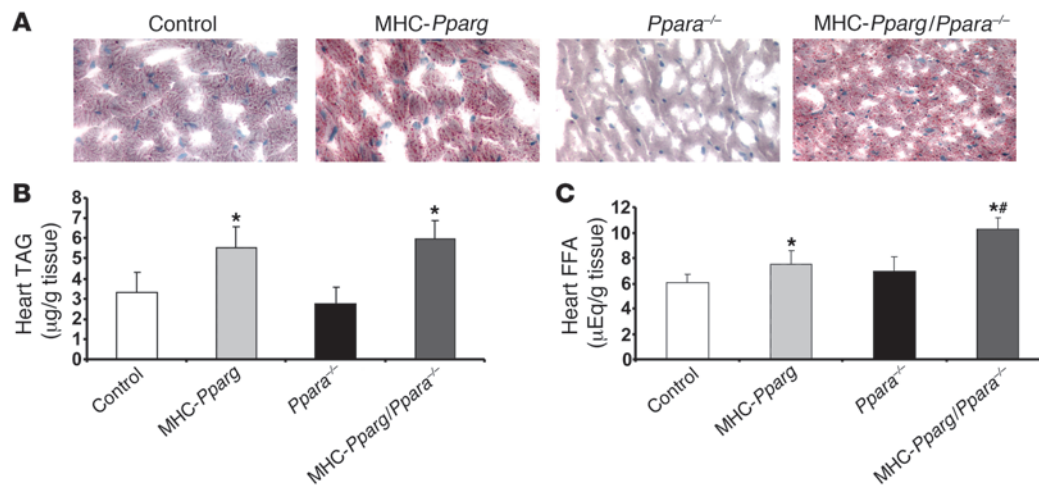 A
Control
MHC-Pparg
Ppara⁻/⁻
MHC-Pparg/Ppara⁻/⁻
B
Heart TAG
(μg/g tissue)
8
7
6
5
4
3
2
1
0
*
*
Control
MHC-Pparg
Ppara⁻/⁻
MHC-Pparg/Ppara⁻/⁻
C
Heart FFA
(μEq/g tissue)
12
10
8
6
4
2
0
*
*#
Control
MHC-Pparg
Ppara⁻/⁻
MHC-Pparg/Ppara⁻/⁻